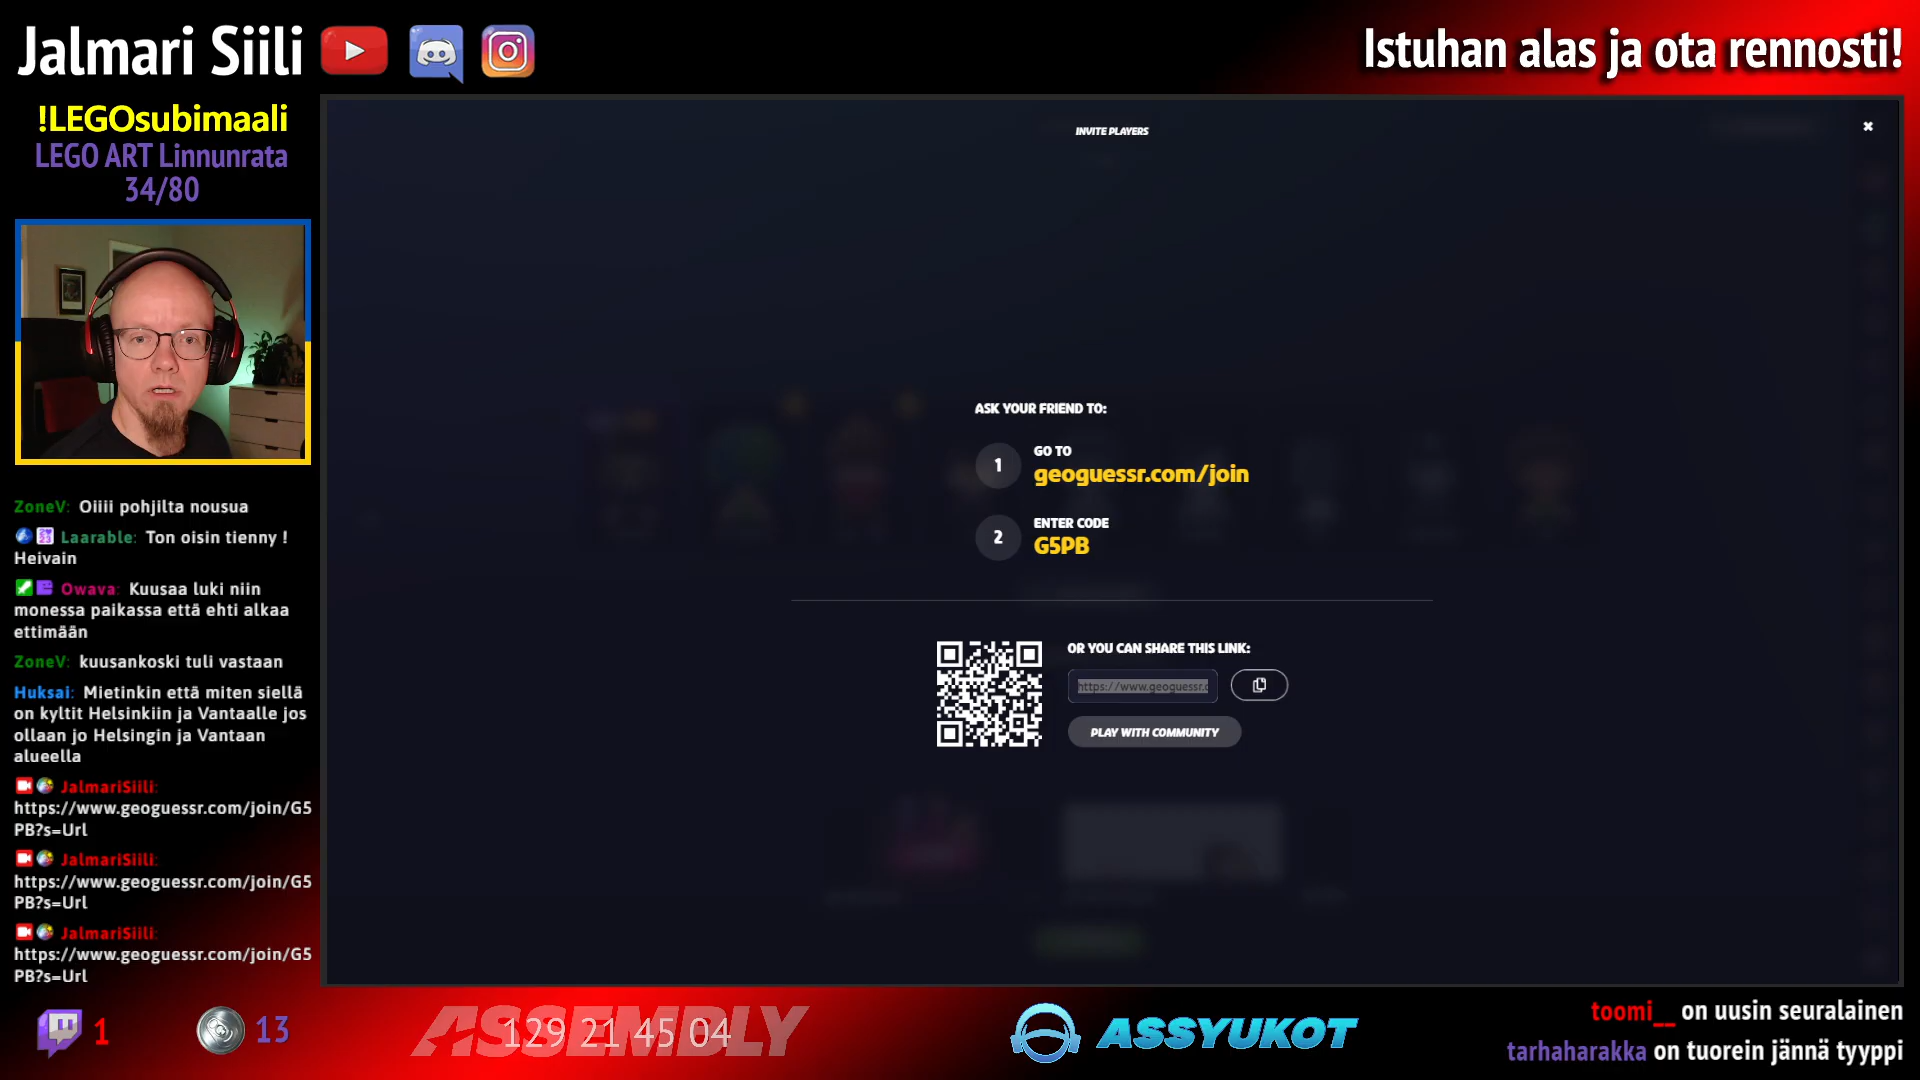 Jalmari Siili
Istuhan alas ja ota rennosti!
!LEGOsubimaali
LEGO ART Linnunrata
34/80
INVITE PLAYERS
ASK YOUR FRIEND TO:
1
GO TO
geoguessr.com/join
2
ENTER CODE
G5PB
OR YOU CAN SHARE THIS LINK:
https://www.geoguessr.c
PLAY WITH COMMUNITY
ZoneV: Oiiii pohjilta nousua
Laarable: Ton oisin tienny !
Heivain
Owava: Kuusaa luki niin
monessa paikassa että ehti alkaa
ettimään
ZoneV: kuusankoski tuli vastaan
Huksai: Mietinkin että miten siellä
on kyltit Helsinkiin ja Vantaalle jos
ollaan jo Helsingin ja Vantaan
alueella
JalmariSiili:
https://www.geoguessr.com/join/G5
PB?s=Url
JalmariSiili:
https://www.geoguessr.com/join/G5
PB?s=Url
JalmariSiili:
https://www.geoguessr.com/join/G5
PB?s=Url
1
13
ASSEMBLY
129 21 45 04
ASSYUKOT
toomi__ on uusin seuralainen
tarhaharakka on tuorein jännä tyyppi